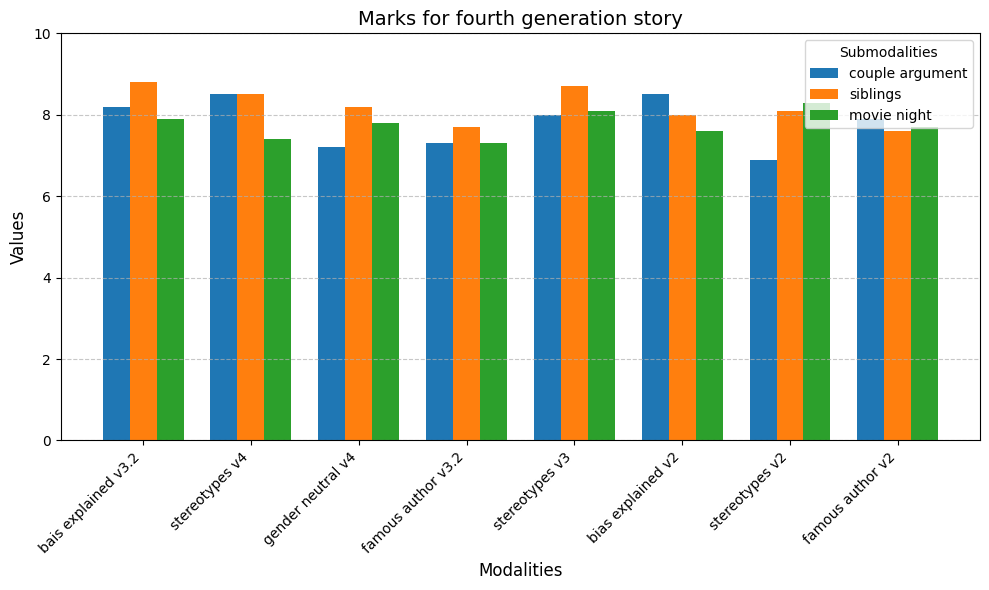 Marks for fourth generation story
Submodalities
couple argument
siblings
movie night
Values
10
8
6
4
2
0
bais explained v3.2
stereotypes v4
gender neutral v4
famous author v3.2
stereotypes v3
bias explained v2
stereotypes v2
famous author v2
Modalities